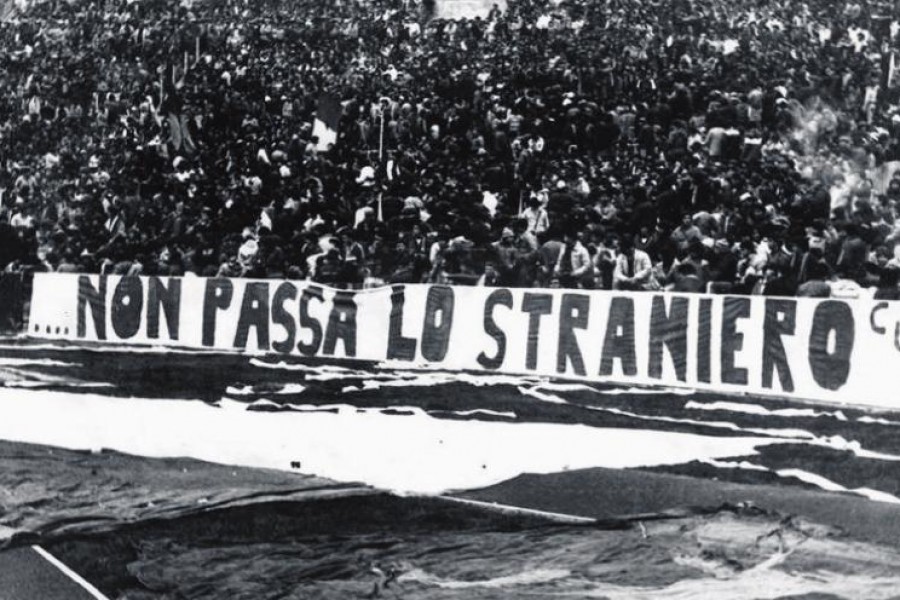 ....NON PASSA LO STRANIERO